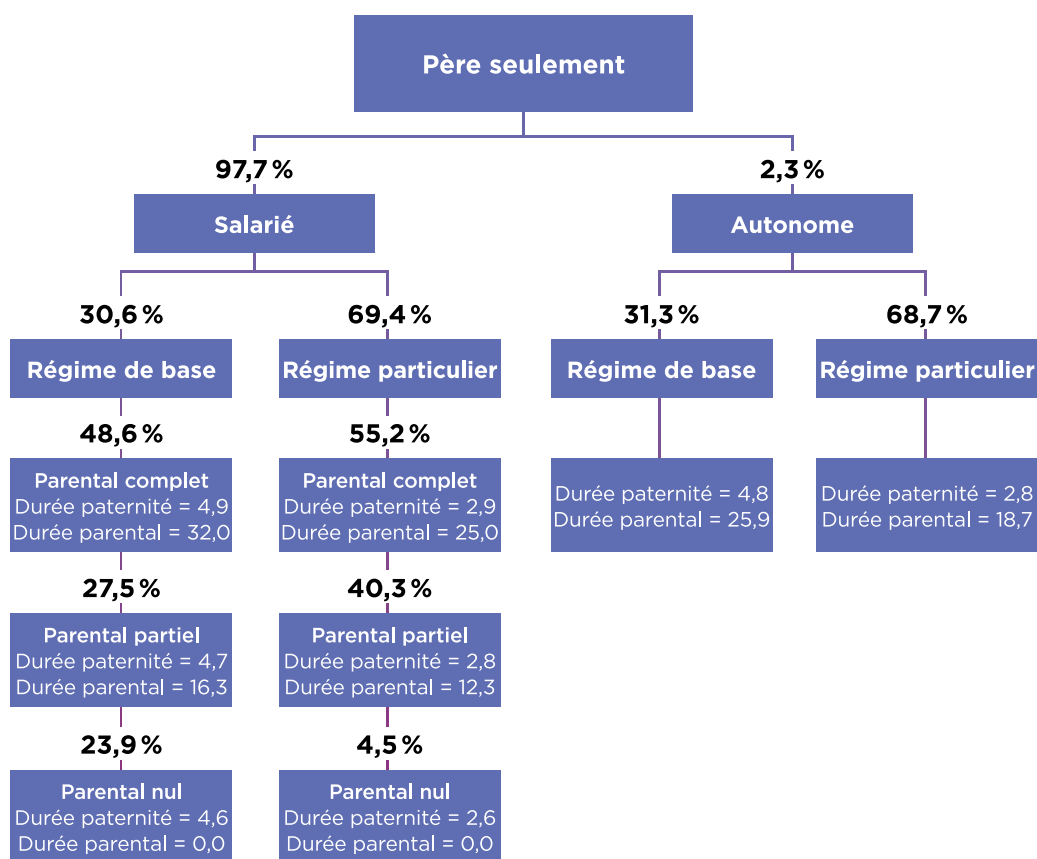 Père seulement
97,7 %
2,3 %
Salarié
Autonome
30,6 %
69,4 %
31,3 %
68,7 %
Régime de base
Régime particulier
Régime de base
Régime particulier
48,6 %
55,2 %
Parental complet
Durée paternité = 4,9
Durée parental = 32,0
Parental complet
Durée paternité = 2,9
Durée parental = 25,0
Durée paternité = 4,8
Durée parental = 25,9
Durée paternité = 2,8
Durée parental = 18,7
27,5 %
40,3 %
Parental partiel
Durée paternité = 4,7
Durée parental = 16,3
Parental partiel
Durée paternité = 2,8
Durée parental = 12,3
23,9 %
4,5 %
Parental nul
Durée paternité = 4,6
Durée parental = 0,0
Parental nul
Durée paternité = 2,6
Durée parental = 0,0